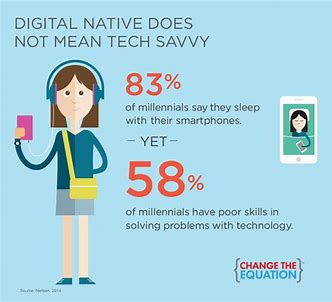 DIGITAL NATIVE DOES
NOT MEAN TECH SAVVY
83%
of millennials say they sleep
with their smartphones.
— YET —
58%
of millennials have poor skills in
solving problems with technology.
Source: Nielsen, 2014
{CHANGE THE
EQUATION}